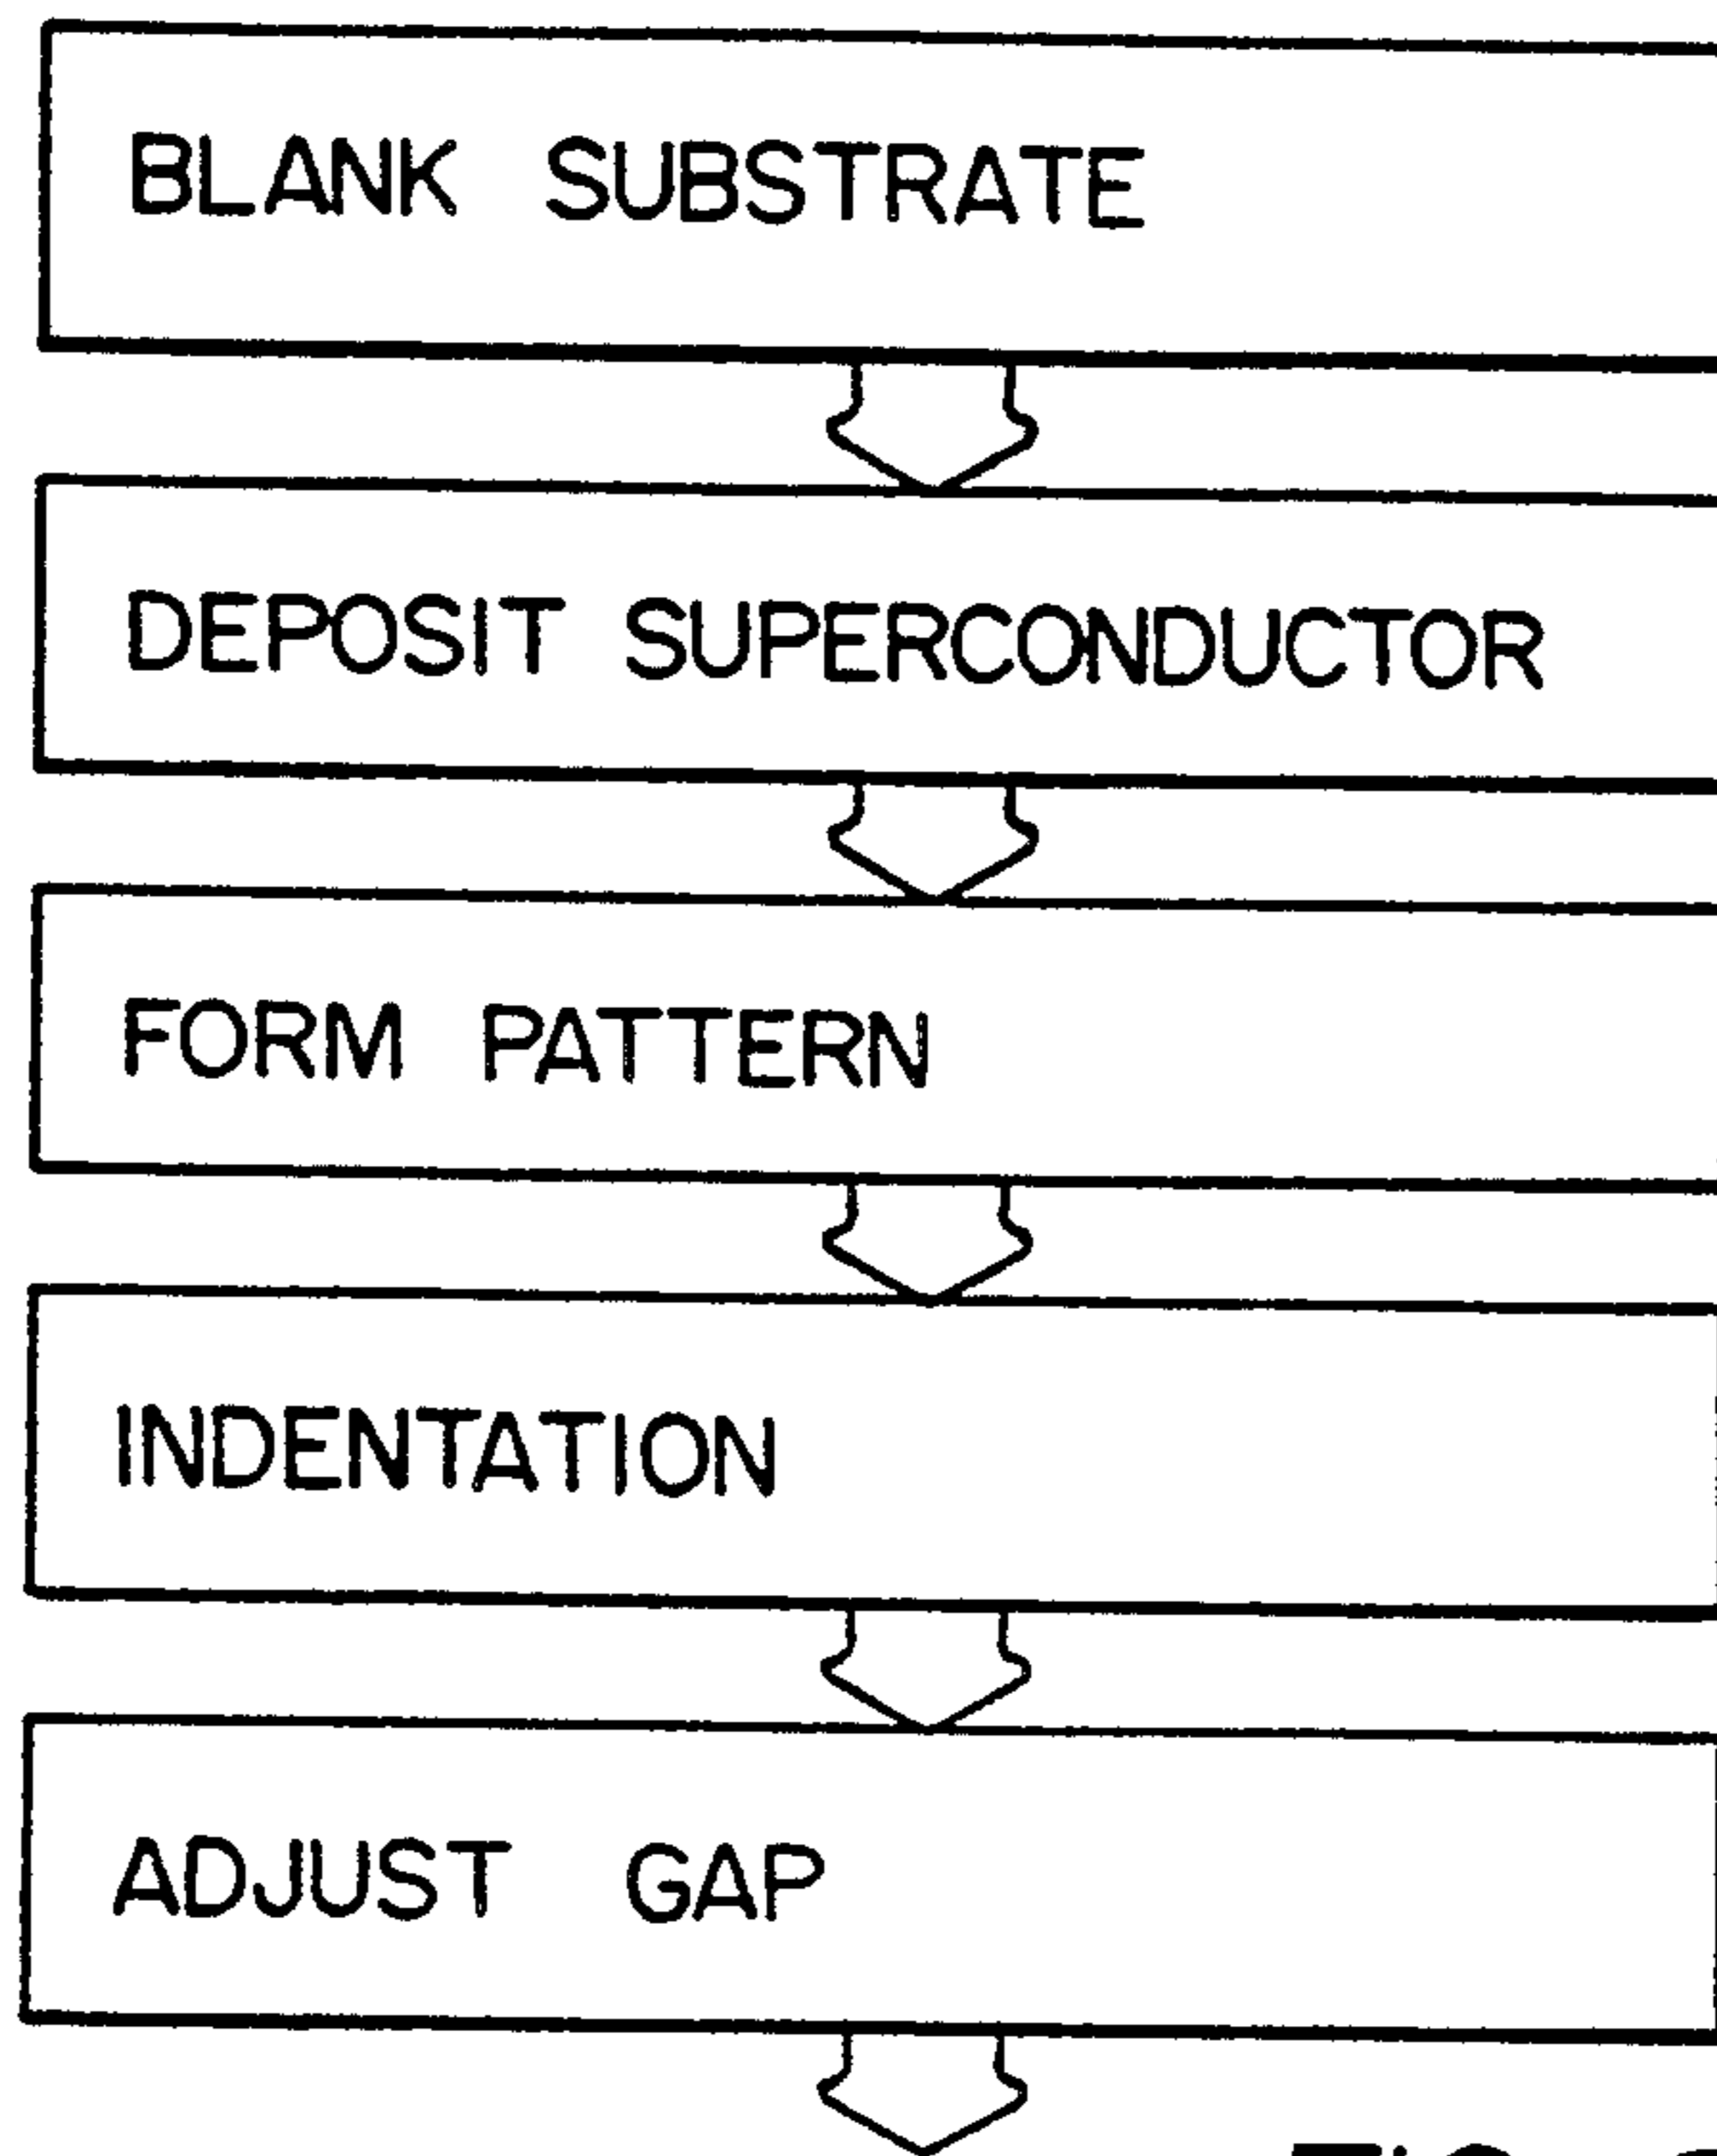 BLANK SUBSTRATE
DEPOSIT SUPERCONDUCTOR
FORM PATTERN
INDENTATION
ADJUST GAP